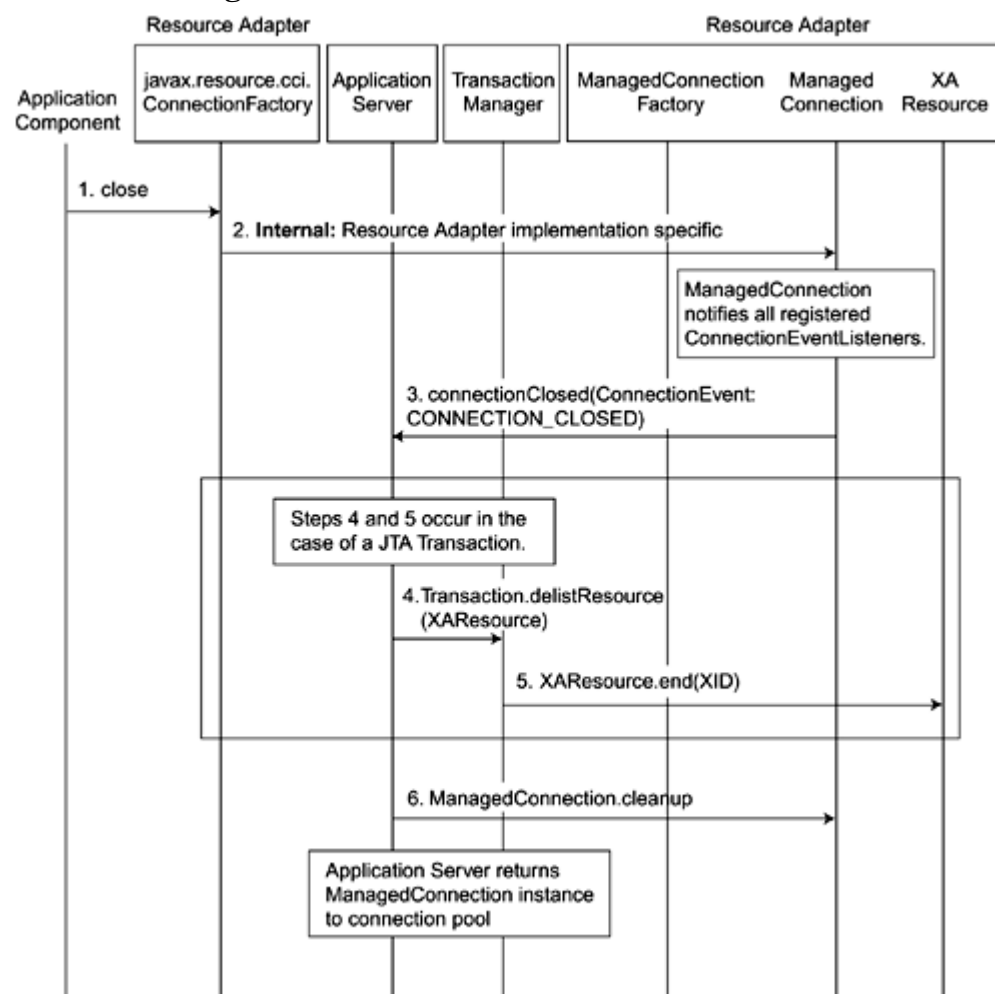 Resource Adapter
Resource Adapter
Application
Component
javax.resource.cci.
ConnectionFactory
Application
Server
Transaction
Manager
ManagedConnection
Factory
Managed
Connection
XA
Resource
1. close
2. Internal: Resource Adapter implementation specific
ManagedConnection
notifies all registered
ConnectionEventListeners.
3. connectionClosed(ConnectionEvent:
CONNECTION_CLOSED)
Steps 4 and 5 occur in the
case of a JTA Transaction.
4.Transaction.delistResource
(XAResource)
5. XAResource.end(XID)
6. ManagedConnection.cleanup
Application Server returns
ManagedConnection instance
to connection pool